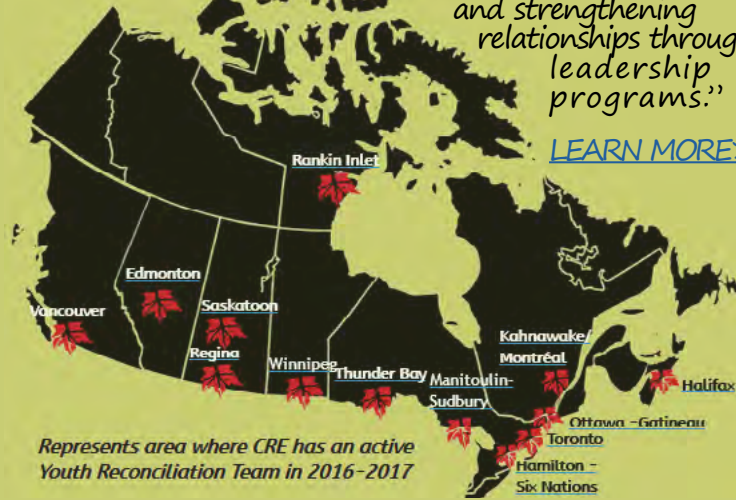 and strengthening
relationships throug
leadership
programs."
LEARN MORE>
Rankin Inlet
Edmonton
Vancouver
Saskatoon
Regina
Winnipeg
Thunder Bay
Manitoulin-
Sudbury
Kahnawake/
Montréal
Halifax
Ottawa -Gatineau
Toronto
Hamilton -
Six Nations
Represents area where CRE has an active
Youth Reconciliation Team in 2016-2017